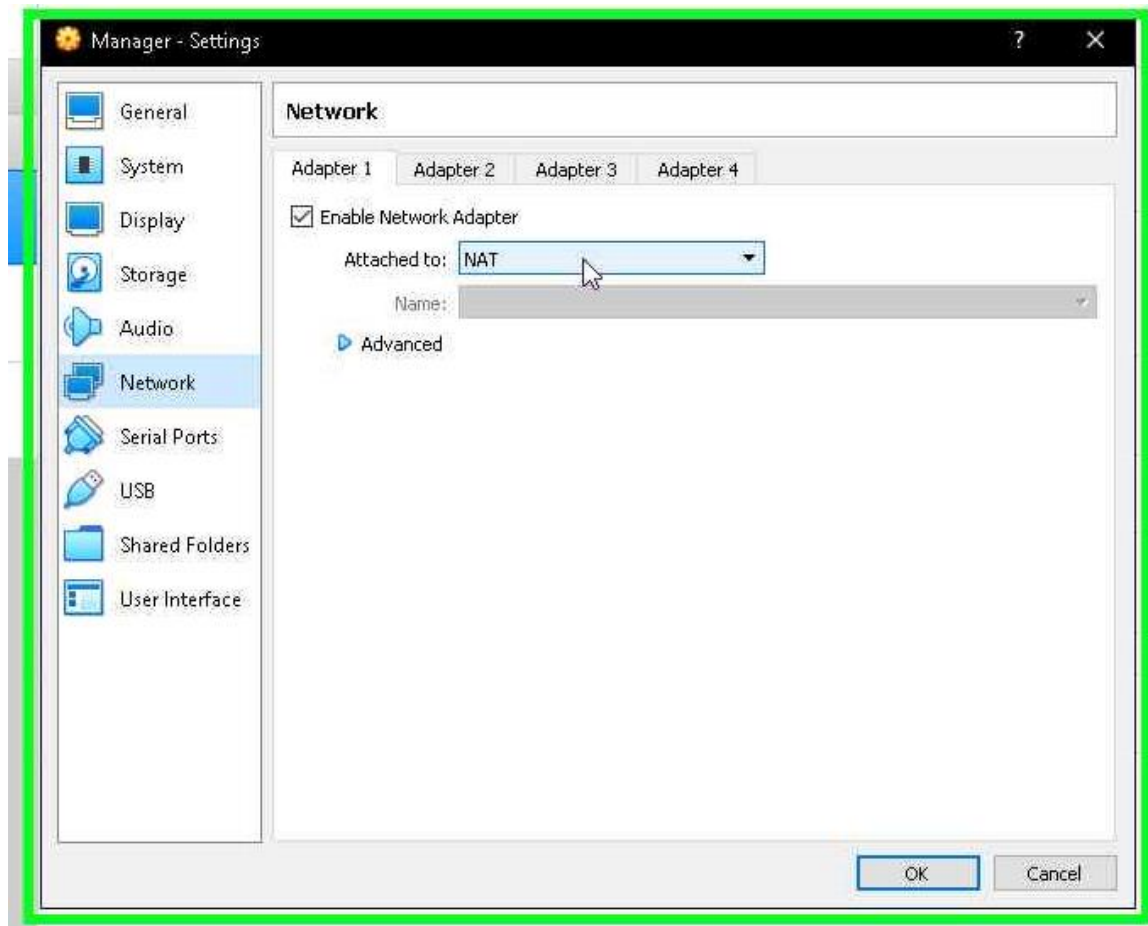 Manager - Settings
?
General
System
Display
Storage
Audio
Network
Serial Ports
USB
Shared Folders
User Interface
Network
Adapter 1 Adapter 2 Adapter 3 Adapter 4
Enable Network Adapter
Attached to: NAT
Name:
Advanced
OK Cancel